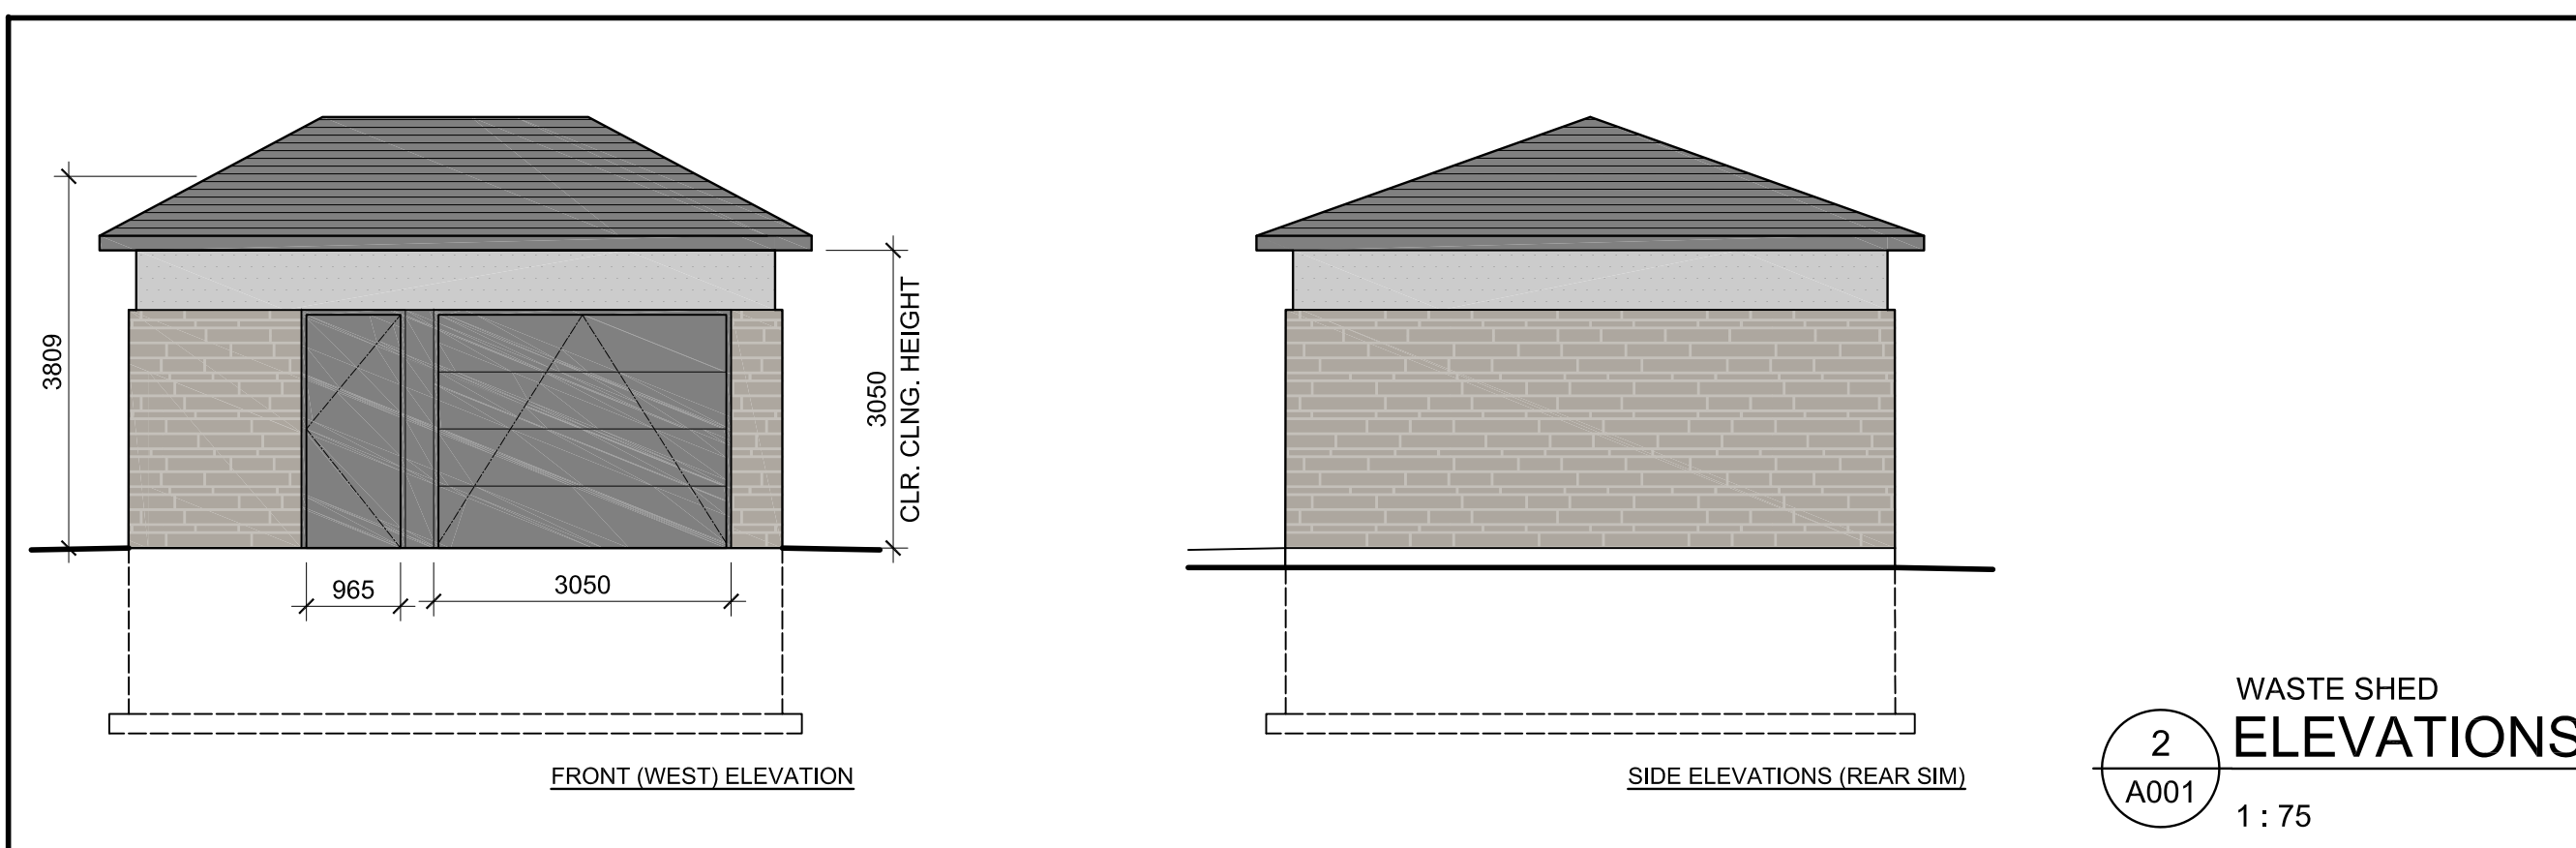 3809
3050
CLR. CLNG. HEIGHT
965
3050
FRONT (WEST) ELEVATION
SIDE ELEVATIONS (REAR SIM)
2
A001
WASTE SHED
ELEVATIONS
1 : 75